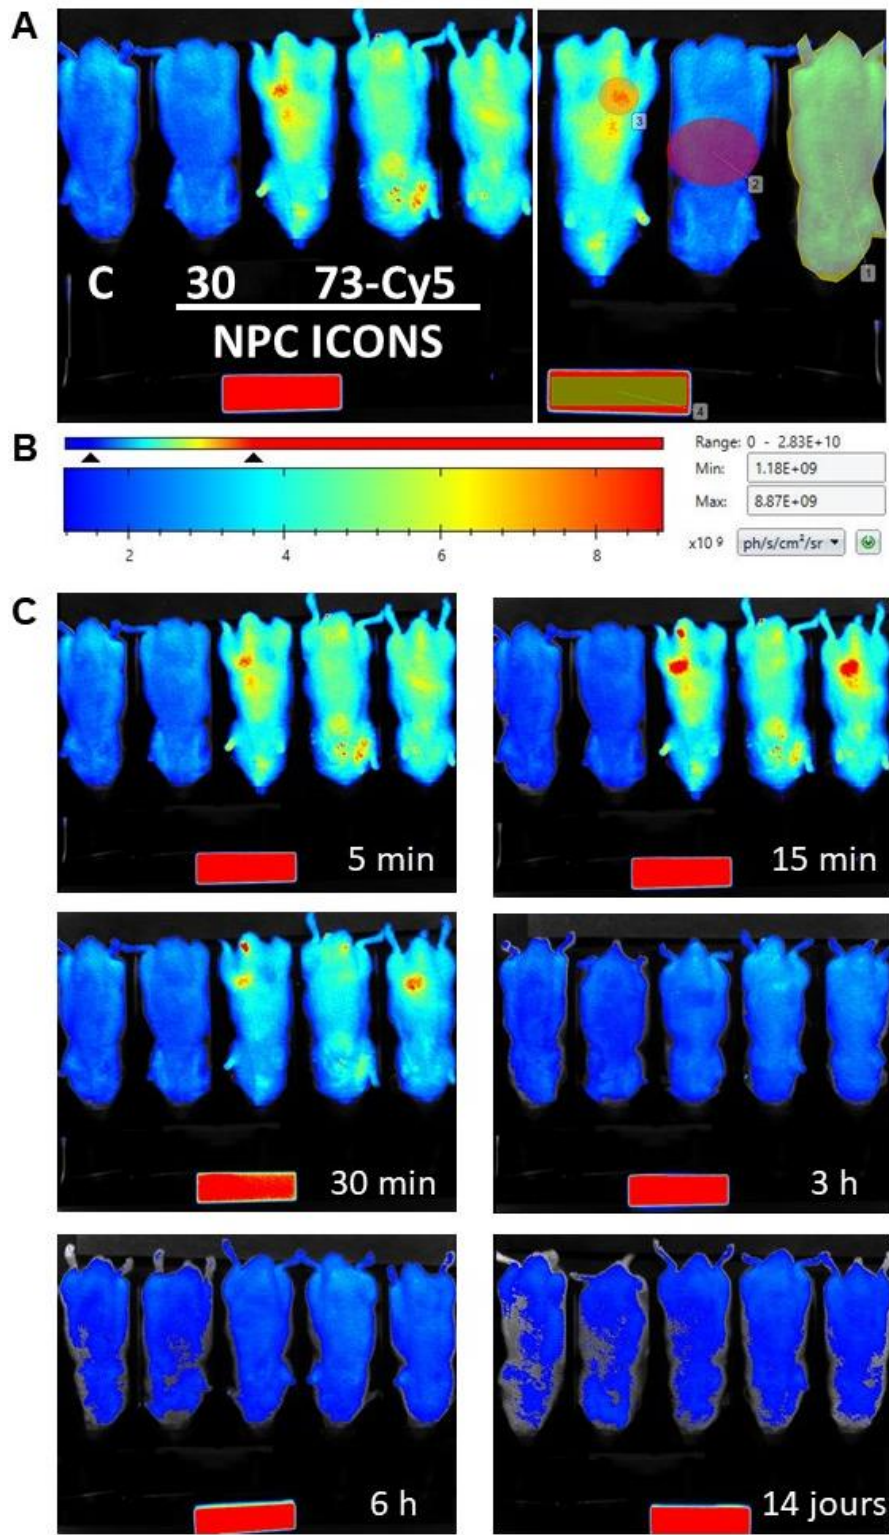 A
C 30 73-Cy5
NPC ICONS
3
2
1
4
B
Range: 0 - 2.83E+10
Min: 1.18E+09
Max: 8.87E+09
2 4 6 8
x10 9 ph/s/cm²/sr
C
5 min
15 min
30 min
3 h
6 h
14 jours